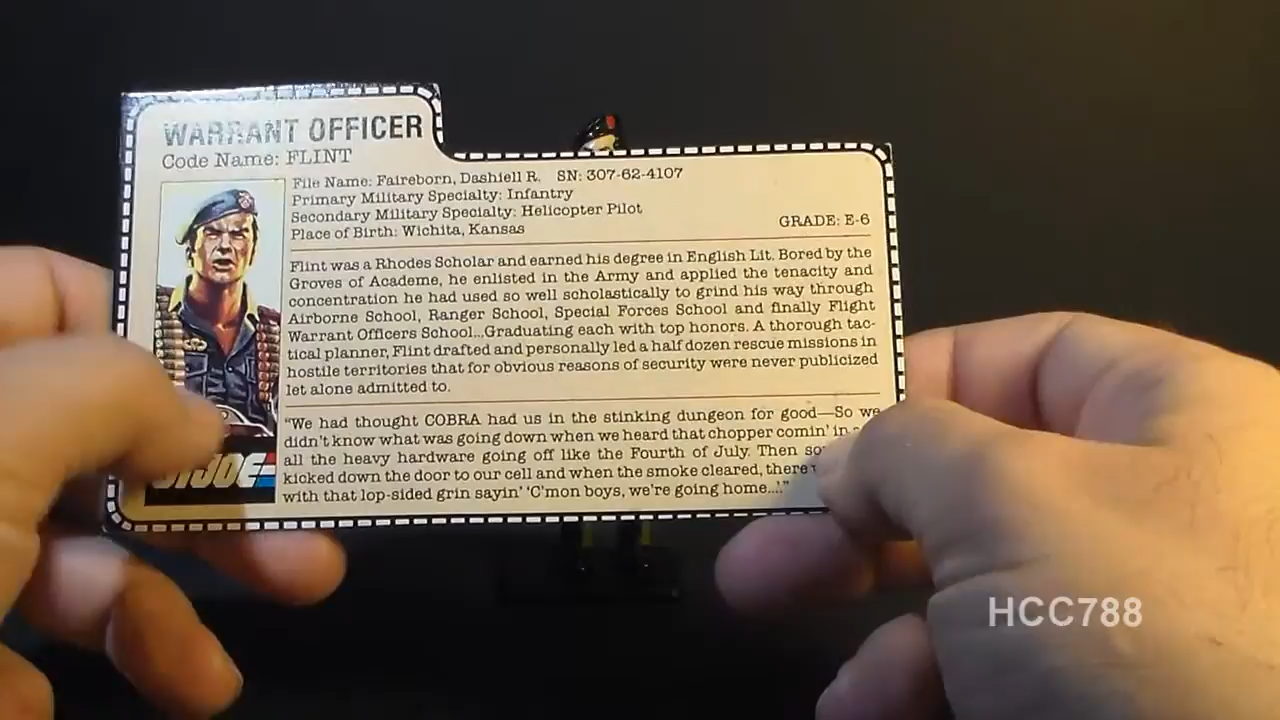 WARRANT OFFICER
Code Name: FLINT
File Name: Faireborn, Dashiell R. SN: 307-62-4107
Primary Military Specialty: Infantry
Secondary Military Specialty: Helicopter Pilot
Place of Birth: Wichita, Kansas
GRADE: E-6
Flint was a Rhodes Scholar and earned his degree in English Lit. Bored by the
Groves of Academe, he enlisted in the Army and applied the tenacity and
concentration he had used so well scholastically to grind his way through
Airborne School, Ranger School, Special Forces School and finally Flight
Warrant Officers School...Graduating each with top honors. A thorough tac-
tical planner, Flint drafted and personally led a half dozen rescue missions in
hostile territories that for obvious reasons of security were never publicized
let alone admitted to.
"We had thought COBRA had us in the stinking dungeon for good—So we
didn't know what was going down when we heard that chopper comin' in
all the heavy hardware going off like the Fourth of July. Then
kicked down the door to our cell and when the smoke cleared, there
with that lop-sided grin sayin' 'C'mon boys, we're going home....'"
GIJOE
HCC788